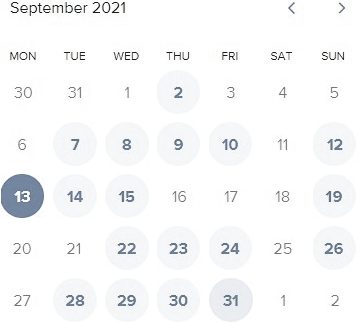 September 2021
MON TUE WED THU FRI SAT SUN
30 31 1 2 3 4 5
6 7 8 9 10 11 12
13 14 15 16 17 18 19
20 21 22 23 24 25 26
27 28 29 30 31 1 2